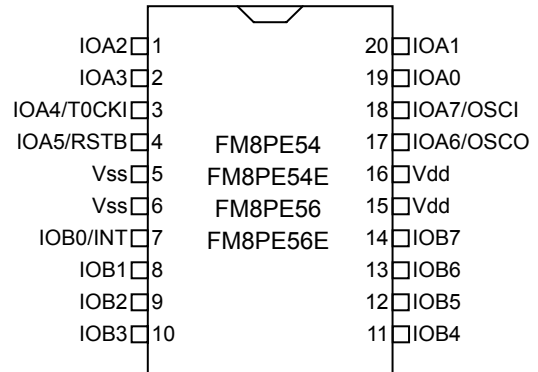 IOA2 1 20 IOA1
IOA3 2 19 IOA0
IOA4/T0CKI 3 18 IOA7/OSCI
IOA5/RSTB 4 FM8PE54 17 IOA6/OSCO
Vss 5 FM8PE54E 16 Vdd
Vss 6 FM8PE56 15 Vdd
IOB0/INT 7 FM8PE56E 14 IOB7
IOB1 8 13 IOB6
IOB2 9 12 IOB5
IOB3 10 11 IOB4